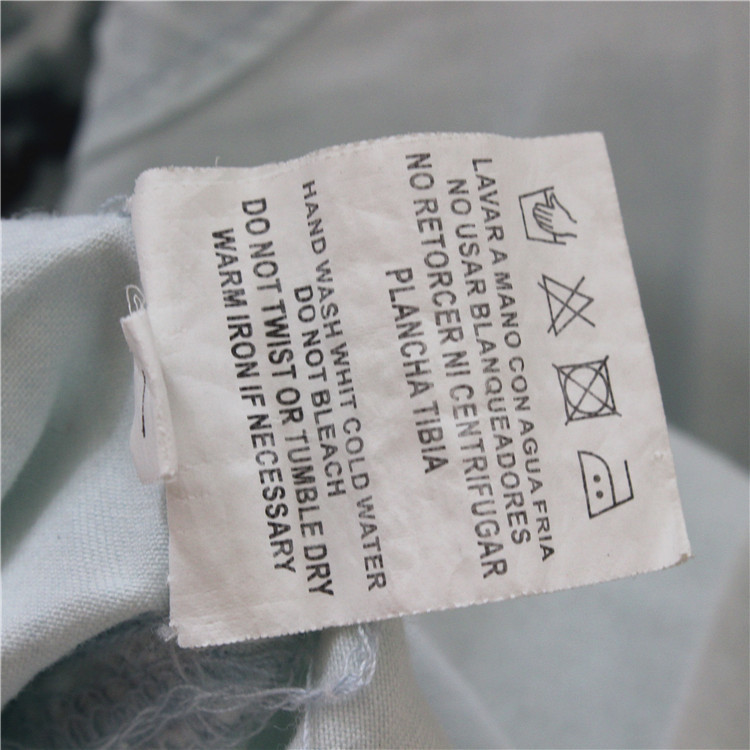 LAVAR A MANO CON AGUA FRIA
NO USAR BLANQUEADORES
NO RETORCER NI CENTRIFUGAR
PLANCHA TIBIA
HAND WASH WHIT COLD WATER
DO NOT BLEACH
DO NOT TWIST OR TUMBLE DRY
WARM IRON IF NECESSARY